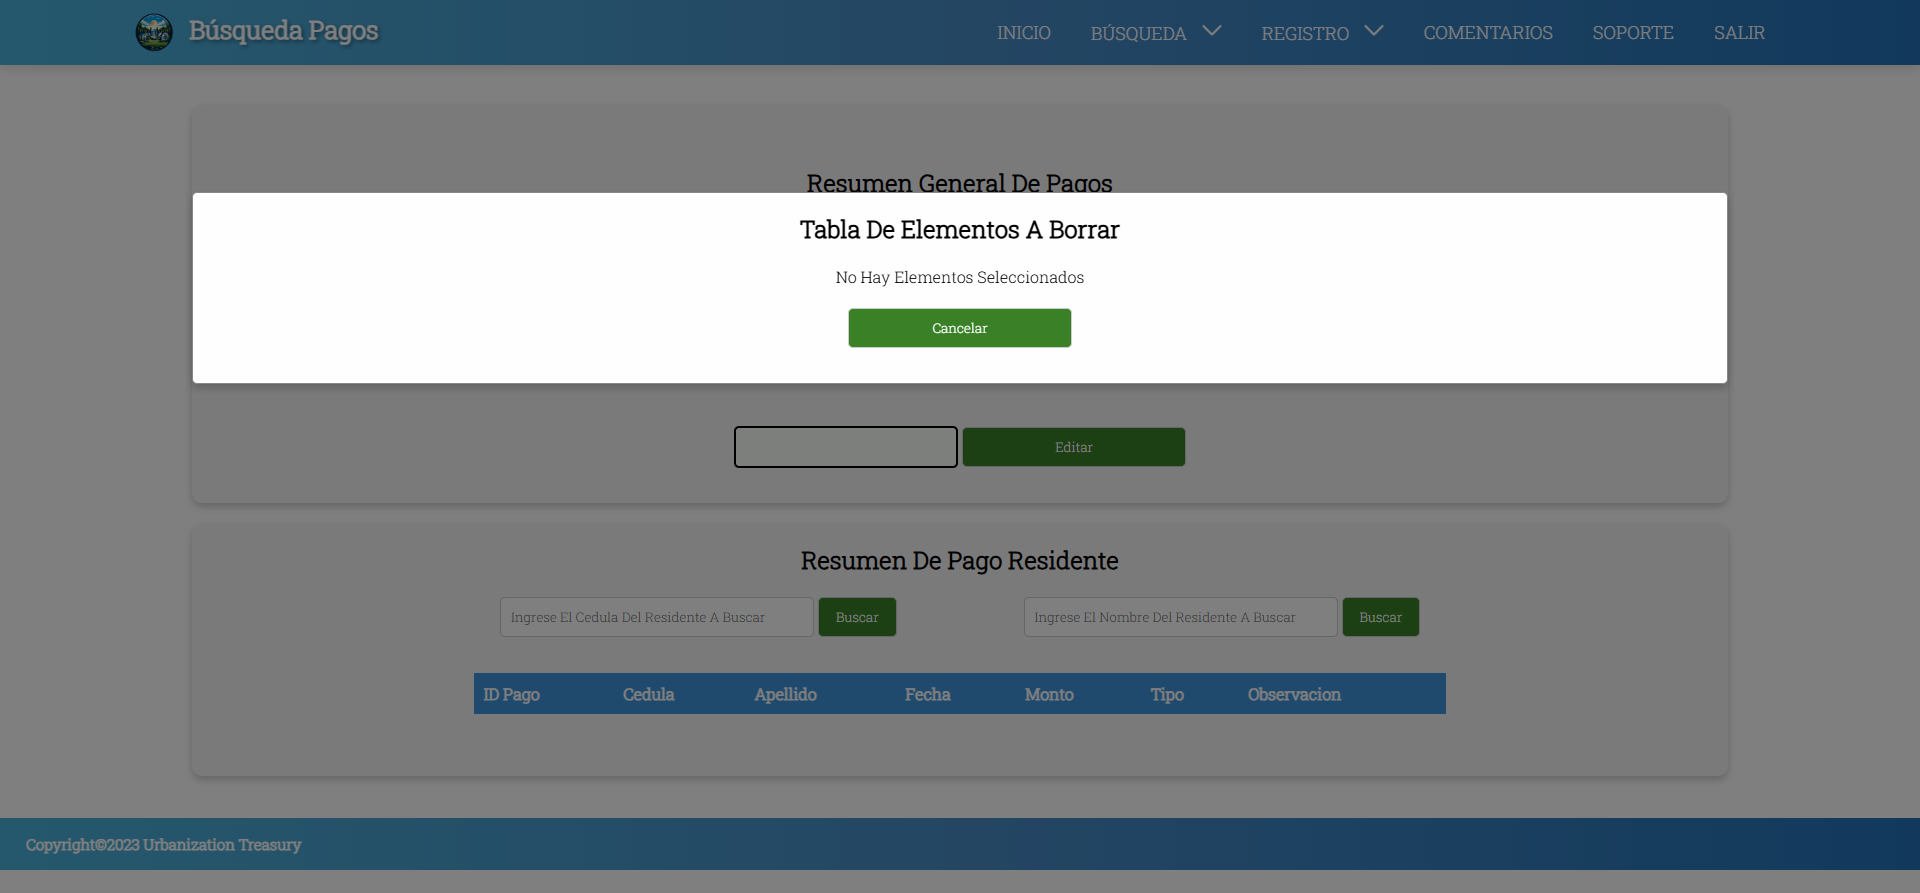 Búsqueda Pagos
INICIO BÚSQUEDA REGISTRO COMENTARIOS SOPORTE SALIR
Resumen General De Pagos
Tabla De Elementos A Borrar
No Hay Elementos Seleccionados
Cancelar
Editar
Resumen De Pago Residente
Ingrese El Cedula Del Residente A Buscar Buscar Ingrese El Nombre Del Residente A Buscar Buscar
ID Pago Cedula Apellido Fecha Monto Tipo Observacion
Copyright©2023 Urbanization Treasury